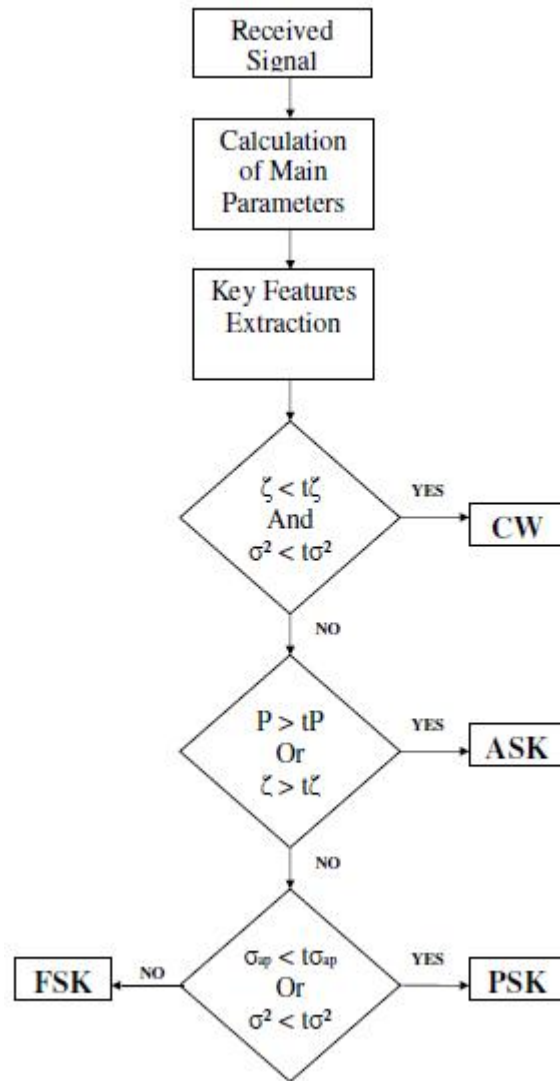 Received
Signal
Calculation
of Main
Parameters
Key Features
Extraction
ζ < tζ
And
σ² < tσ²
YES
CW
NO
P > tP
Or
ζ > tζ
YES
ASK
NO
σap < tσap
Or
σ² < tσ²
YES
PSK
NO
FSK